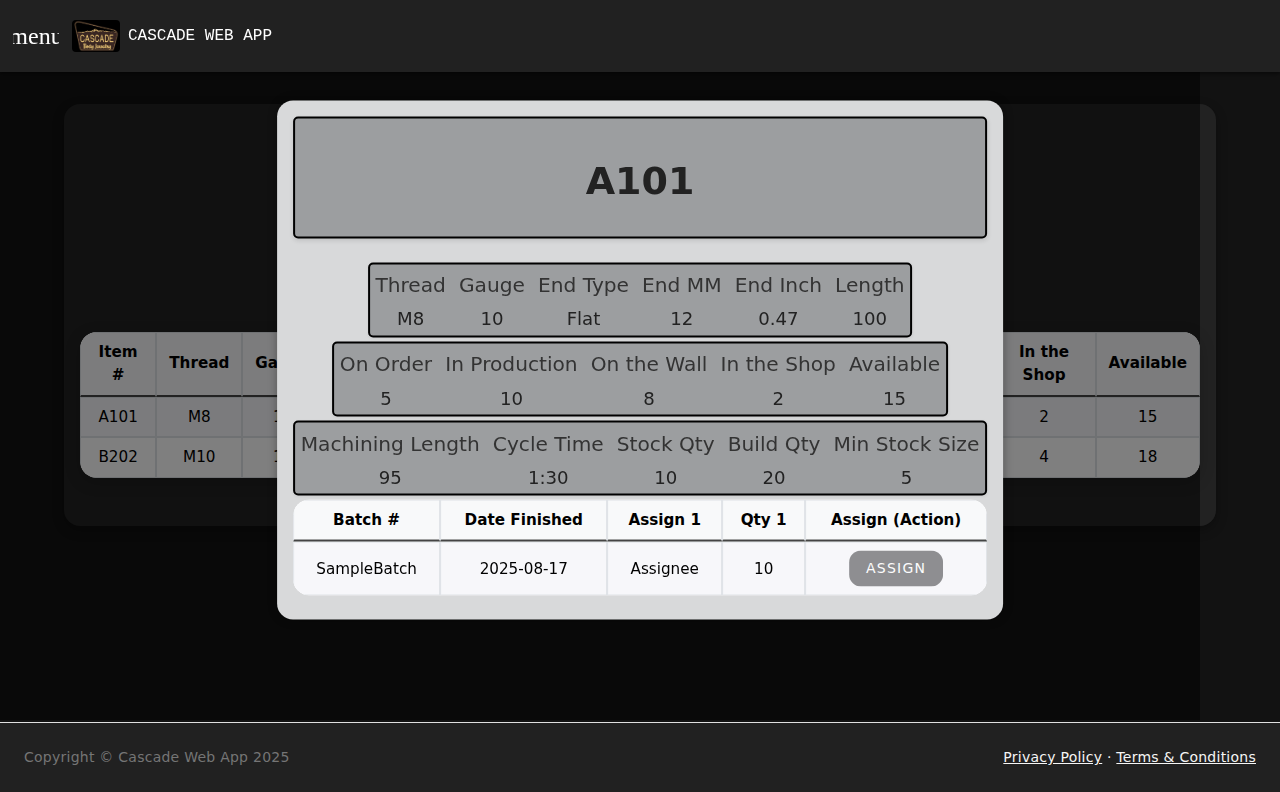 menu CASCADE Body Jewelry CASCADE WEB APP
A101
Thread Gauge End Type End MM End Inch Length
M8 10 Flat 12 0.47 100
On Order In Production On the Wall In the Shop Available
5 10 8 2 15
Machining Length Cycle Time Stock Qty Build Qty Min Stock Size
95 1:30 10 20 5
Batch # Date Finished Assign 1 Qty 1 Assign (Action)
SampleBatch 2025-08-17 Assignee 10 ASSIGN
Item # Thread In the Shop Available
A101 M8 2 15
B202 M10 4 18
Copyright © Cascade Web App 2025 Privacy Policy · Terms & Conditions